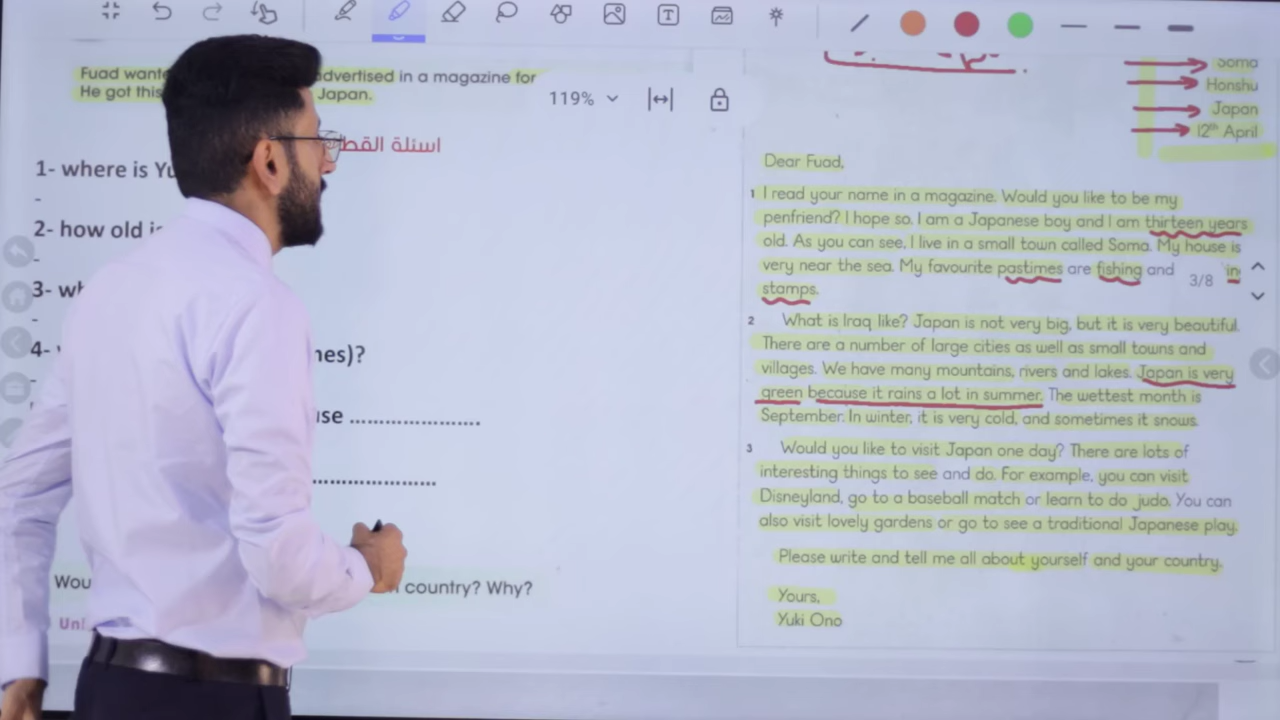 Fuad advertised in a magazine for
He got this Japan.
119%
اسئلة
1- where is
-
2- how old
-
3-
-
4- ?
-
.....................
.....................
country? Why?
Soma
Honshu
Japan
12th April
Dear Fuad,
1 I read your name in a magazine. Would you like to be my
penfriend? I hope so. I am a Japanese boy and I am thirteen years
old. As you can see, I live in a small town called Soma. My house is
very near the sea. My favourite pastimes are fishing and in
3/8
stamps.
2 What is Iraq like? Japan is not very big, but it is very beautiful.
There are a number of large cities as well as small towns and
villages. We have many mountains, rivers and lakes. Japan is very
green because it rains a lot in summer. The wettest month is
September. In winter, it is very cold, and sometimes it snows.
3 Would you like to visit Japan one day? There are lots of
interesting things to see and do. For example, you can visit
Disneyland, go to a baseball match or learn to do judo. You can
also visit lovely gardens or go to see a traditional Japanese play.
Please write and tell me all about yourself and your country.
Yours,
Yuki Ono